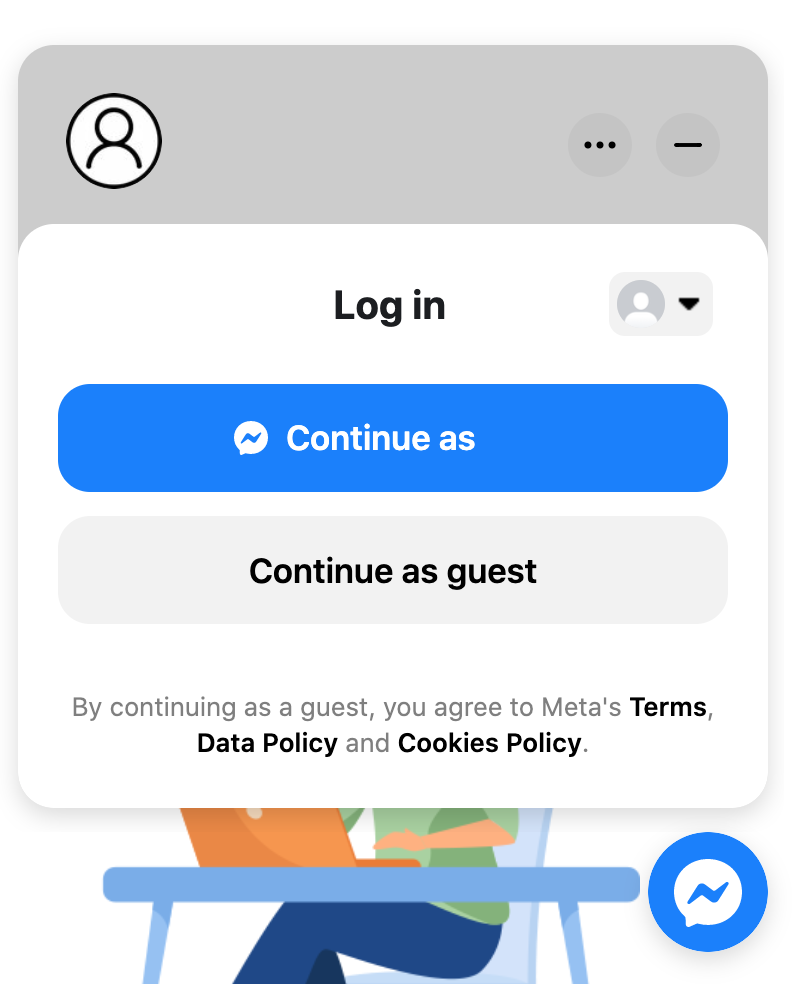 Log in
Continue as
Continue as guest
By continuing as a guest, you agree to Meta's Terms,
Data Policy and Cookies Policy.